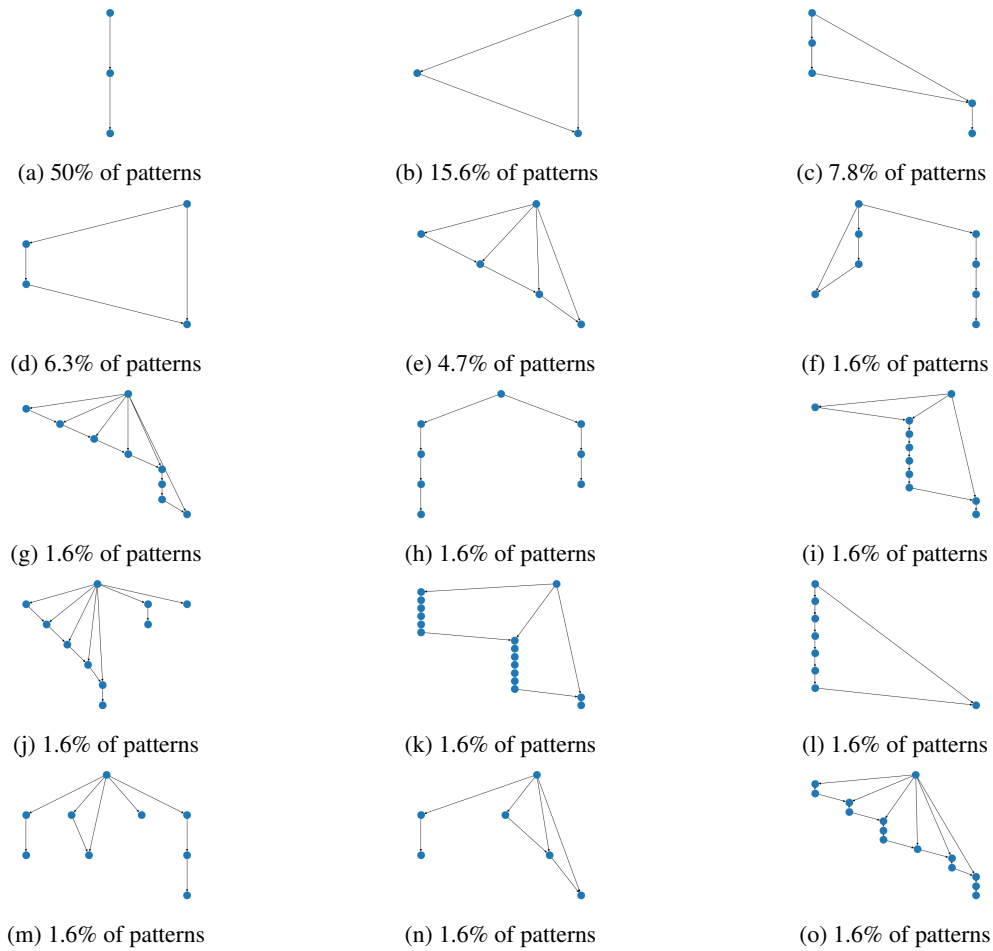 (a) 50% of patterns
(b) 15.6% of patterns
(c) 7.8% of patterns
(d) 6.3% of patterns
(e) 4.7% of patterns
(f) 1.6% of patterns
(g) 1.6% of patterns
(h) 1.6% of patterns
(i) 1.6% of patterns
(j) 1.6% of patterns
(k) 1.6% of patterns
(l) 1.6% of patterns
(m) 1.6% of patterns
(n) 1.6% of patterns
(o) 1.6% of patterns